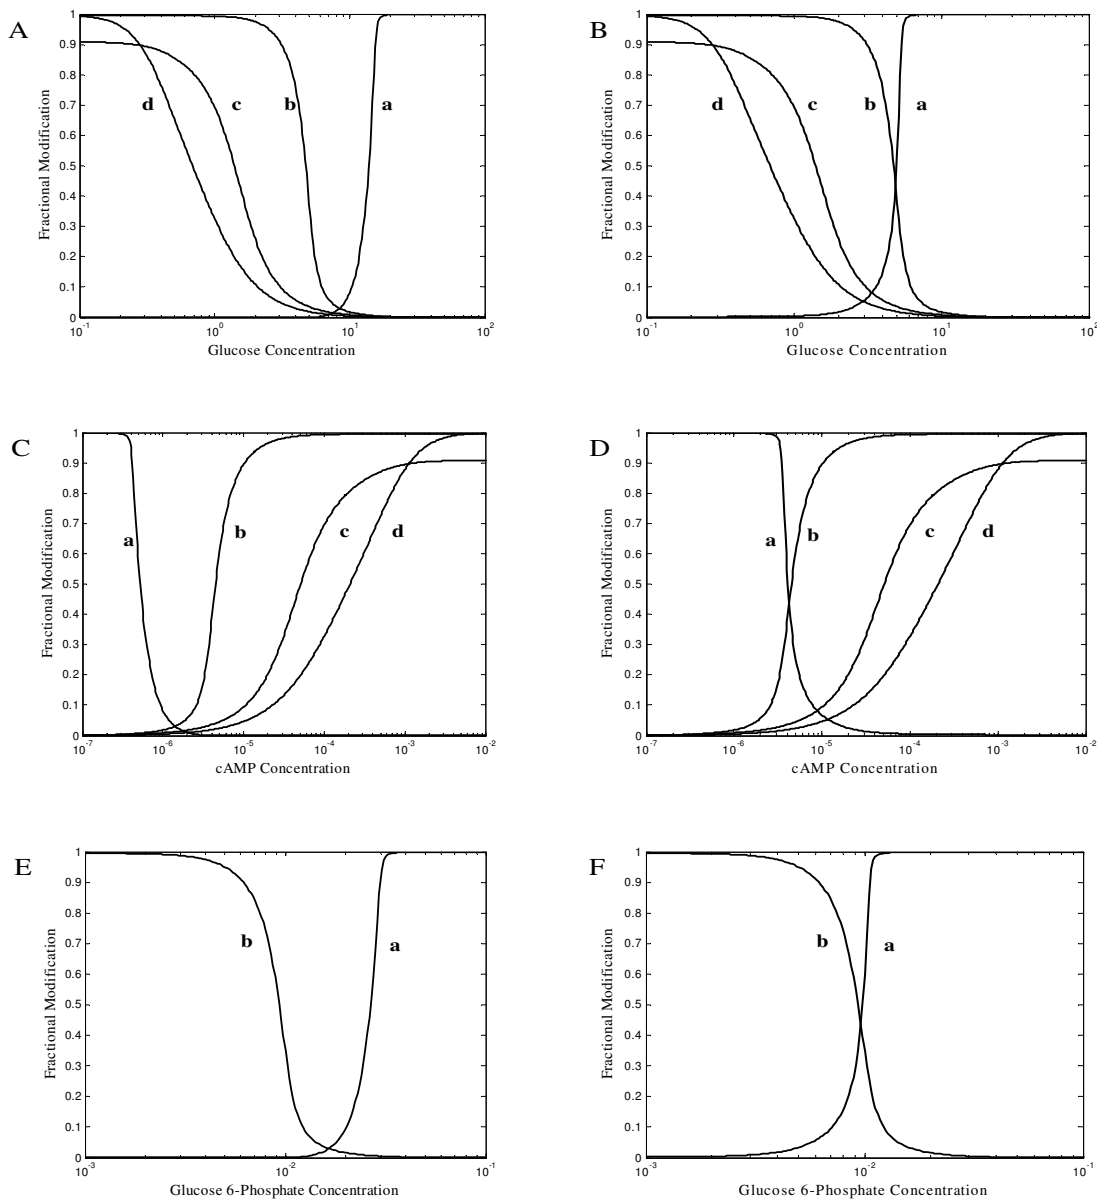 A
Fractional Modification
1
0.9
0.8
0.7
0.6
0.5
0.4
0.3
0.2
0.1
0
d
c
b
a
10^-1
10^0
10^1
10^2
Glucose Concentration
B
Fractional Modification
1
0.9
0.8
0.7
0.6
0.5
0.4
0.3
0.2
0.1
0
d
c
b
a
10^-1
10^0
10^1
10^2
Glucose Concentration
C
Fractional Modification
1
0.9
0.8
0.7
0.6
0.5
0.4
0.3
0.2
0.1
0
a
b
c
d
10^-7
10^-6
10^-5
10^-4
10^-3
10^-2
cAMP Concentration
D
Fractional Modification
1
0.9
0.8
0.7
0.6
0.5
0.4
0.3
0.2
0.1
0
a
b
c
d
10^-7
10^-6
10^-5
10^-4
10^-3
10^-2
cAMP Concentration
E
Fractional Modification
1
0.9
0.8
0.7
0.6
0.5
0.4
0.3
0.2
0.1
0
b
a
10^-3
10^-2
10^-1
Glucose 6-Phosphate Concentration
F
Fractional Modification
1
0.9
0.8
0.7
0.6
0.5
0.4
0.3
0.2
0.1
0
b
a
10^-3
10^-2
10^-1
Glucose 6-Phosphate Concentration